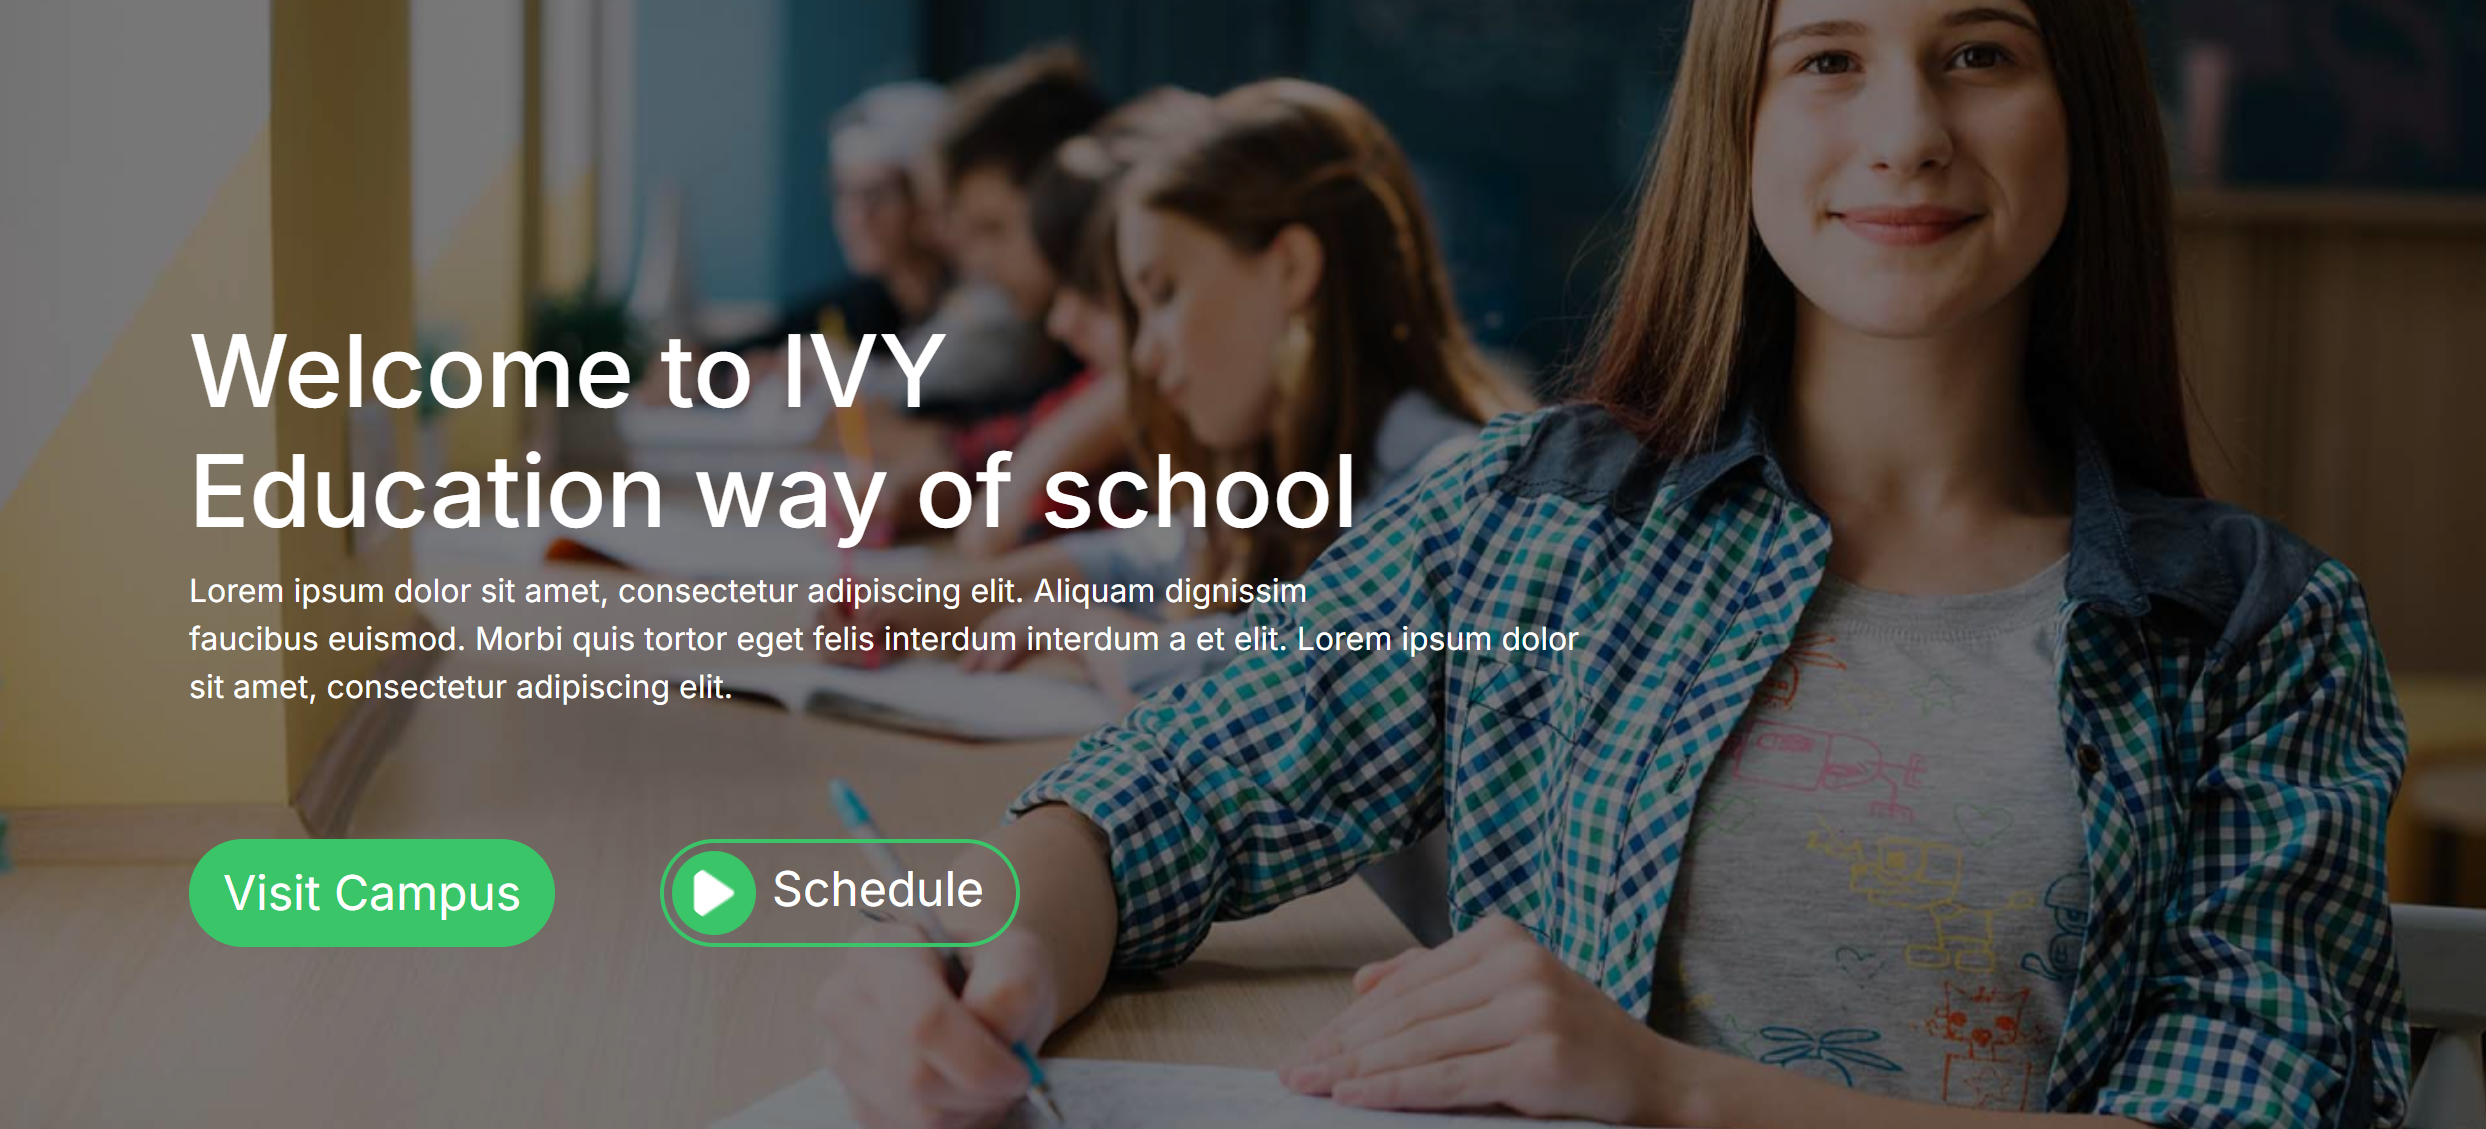 Welcome to IVY
Education way of school
Lorem ipsum dolor sit amet, consectetur adipiscing elit. Aliquam dignissim
faucibus euismod. Morbi quis tortor eget felis interdum interdum a et elit. Lorem ipsum dolor
sit amet, consectetur adipiscing elit.
Visit Campus
Schedule